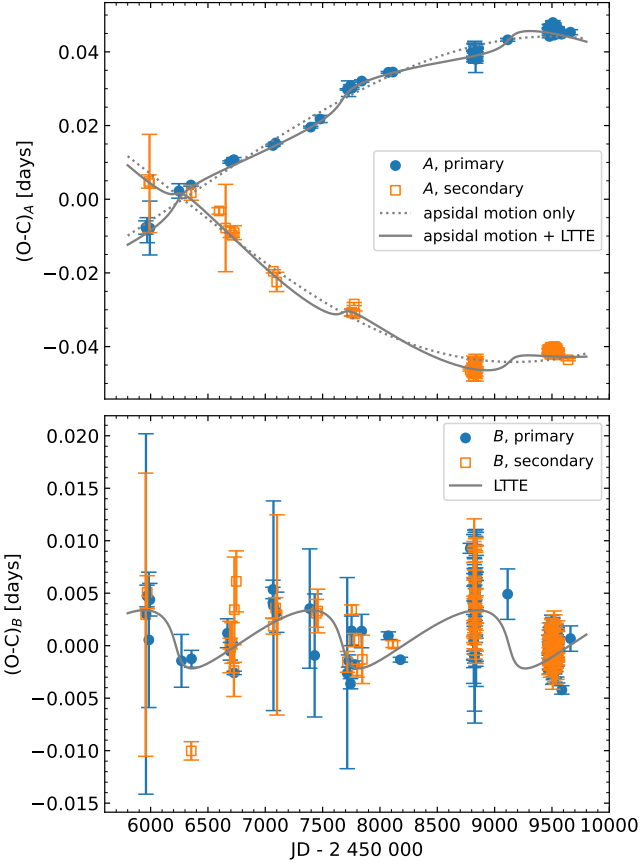 0.04
0.02
0.00
−0.02
−0.04
(O-C)A [days]
A, primary
A, secondary
apsidal motion only
apsidal motion + LTTE
0.020
0.015
0.010
0.005
0.000
−0.005
−0.010
−0.015
(O-C)B [days]
B, primary
B, secondary
LTTE
6000 6500 7000 7500 8000 8500 9000 9500 10000
JD - 2 450 000